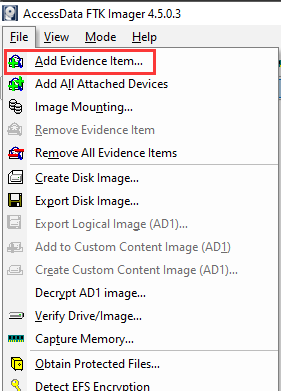 AccessData FTK Imager 4.5.0.3
File View Mode Help
Add Evidence Item...
Add All Attached Devices
Image Mounting...
Remove Evidence Item
Remove All Evidence Items
Create Disk Image...
Export Disk Image...
Export Logical Image (AD1)...
Add to Custom Content Image (AD1)
Create Custom Content Image (AD1)...
Decrypt AD1 image...
Verify Drive/Image...
Capture Memory...
Obtain Protected Files...
Detect EFS Encryption